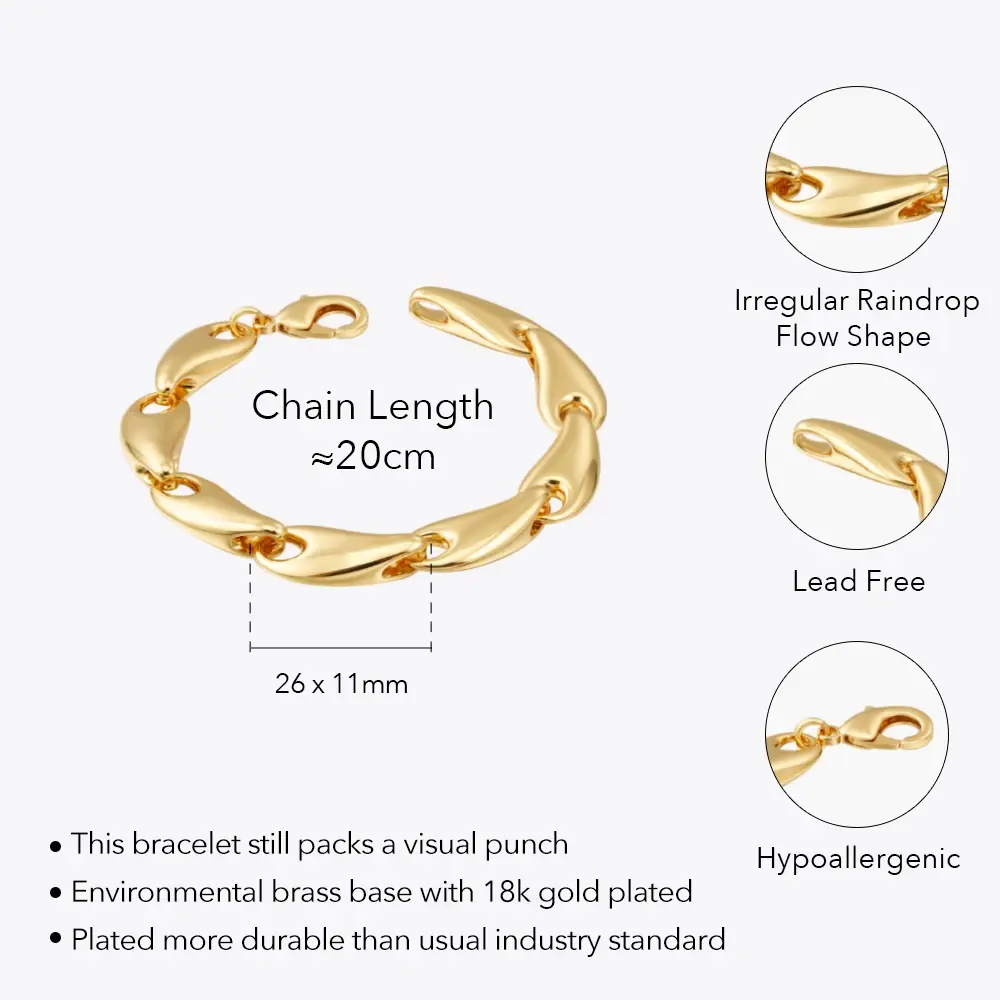 Irregular Raindrop
Flow Shape
Chain Length
≈20cm
Lead Free
26 x 11mm
Hypoallergenic
• This bracelet still packs a visual punch
• Environmental brass base with 18k gold plated
• Plated more durable than usual industry standard